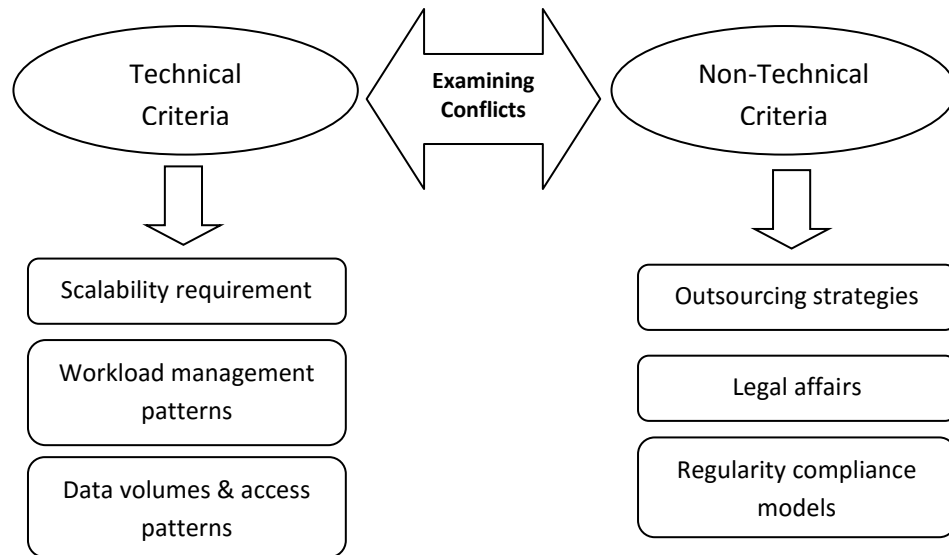 Technical
Criteria
Examining
Conflicts
Non-Technical
Criteria
Scalability requirement
Workload management
patterns
Data volumes & access
patterns
Outsourcing strategies
Legal affairs
Regularity compliance
models